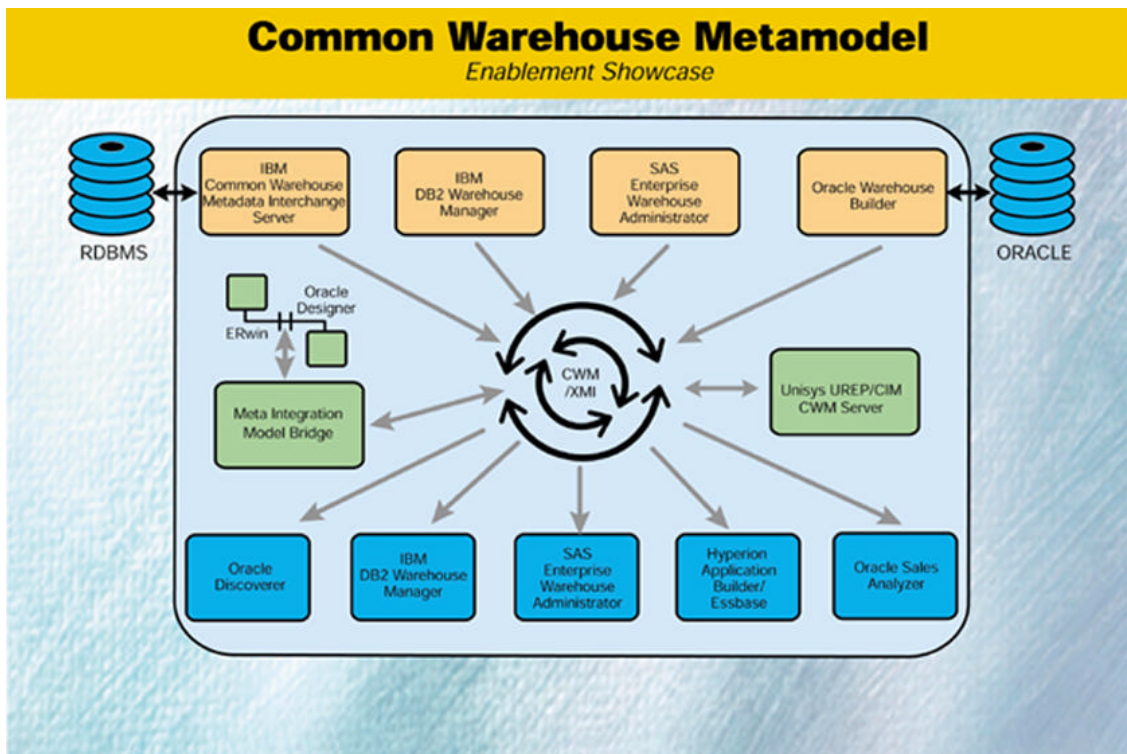 Common Warehouse Metamodel
Enablement Showcase
IBM
Common Warehouse
Metadata Interchange
Server
IBM
DB2 Warehouse
Manager
SAS
Enterprise
Warehouse
Administrator
Oracle Warehouse
Builder
RDBMS
ORACLE
Oracle
Designer
ERwin
CWM
/XMI
Meta Integration
Model Bridge
Unisys UREP/CIM
CWM Server
Oracle
Discoverer
IBM
DB2 Warehouse
Manager
SAS
Enterprise
Warehouse
Administrator
Hyperion
Application
Builder/
Essbase
Oracle Sales
Analyzer